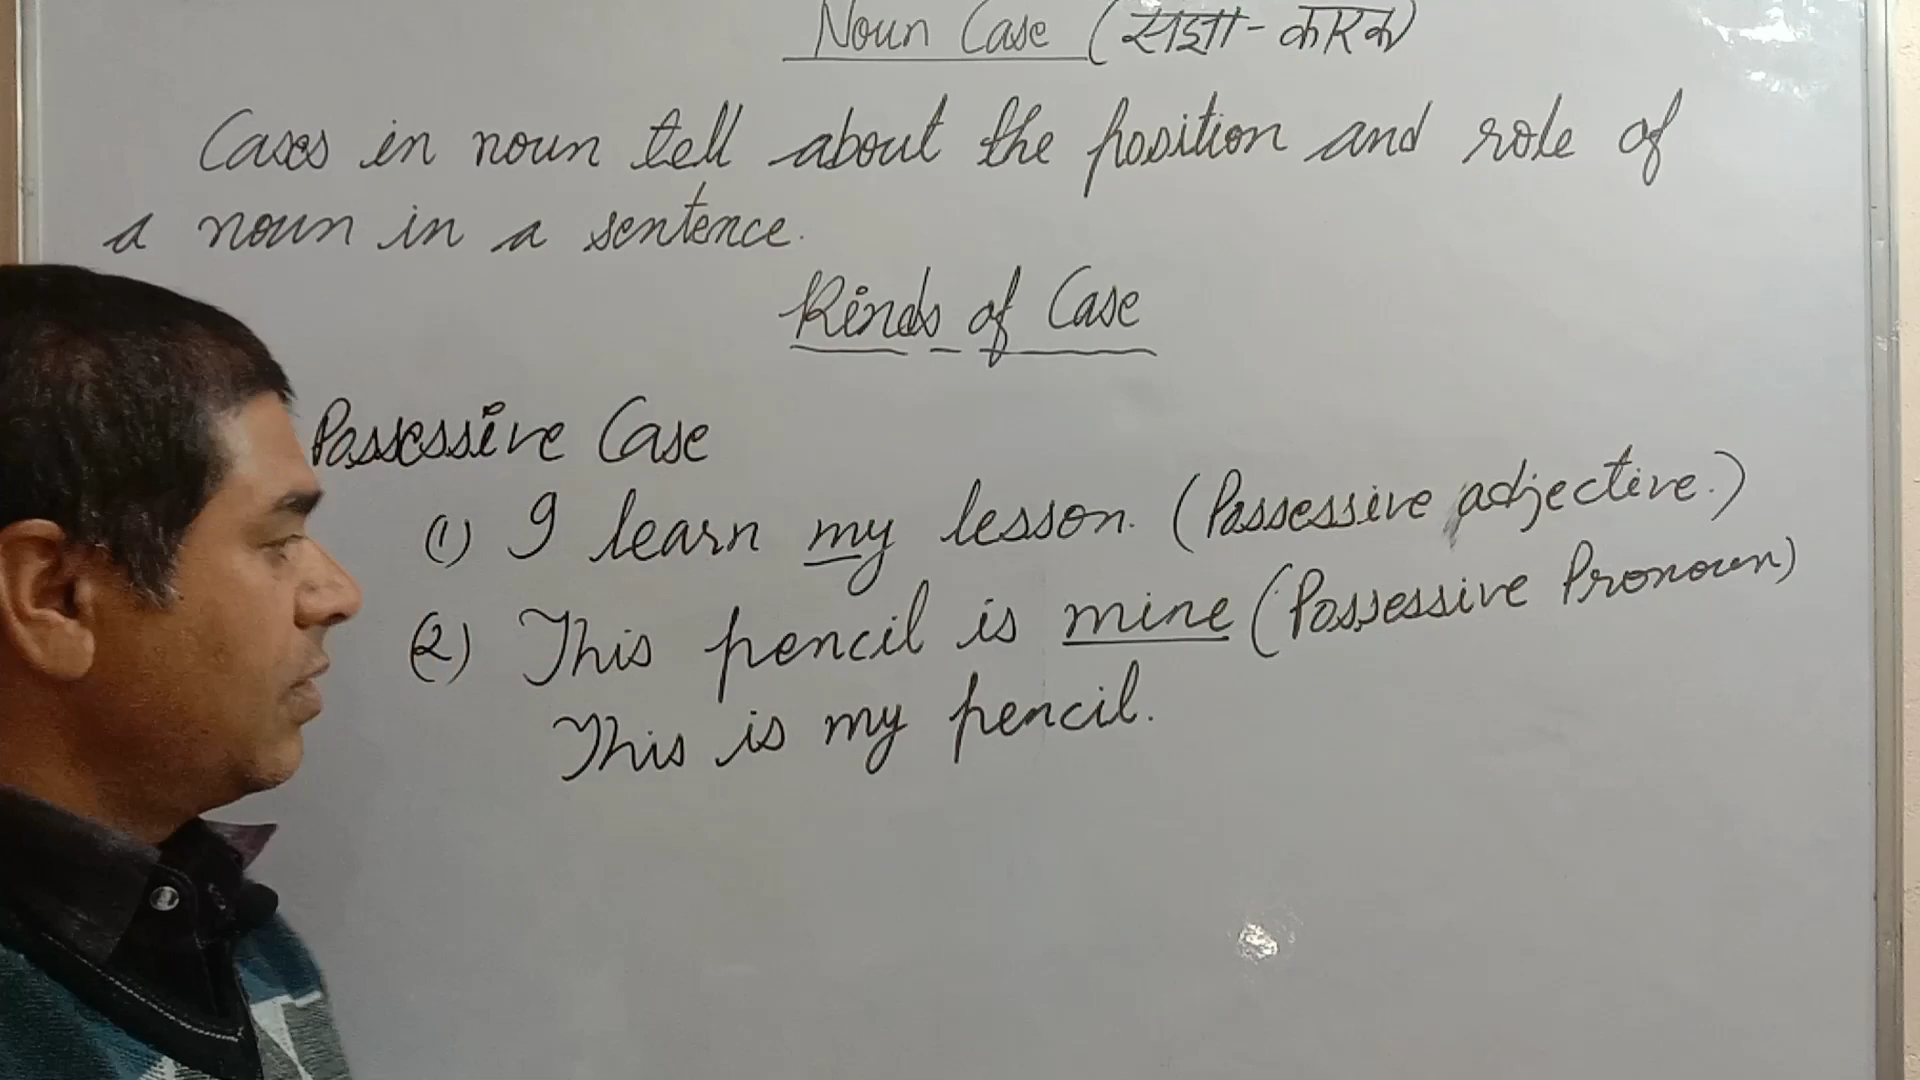 Noun Case (संज्ञा-कारक)
Cases in noun tell about the position and role of
a noun in a sentence.
Kinds of Case
Possessive Case
(1) I learn my lesson. (Possessive adjective.)
(2) This pencil is mine (Possessive Pronoun)
This is my pencil.